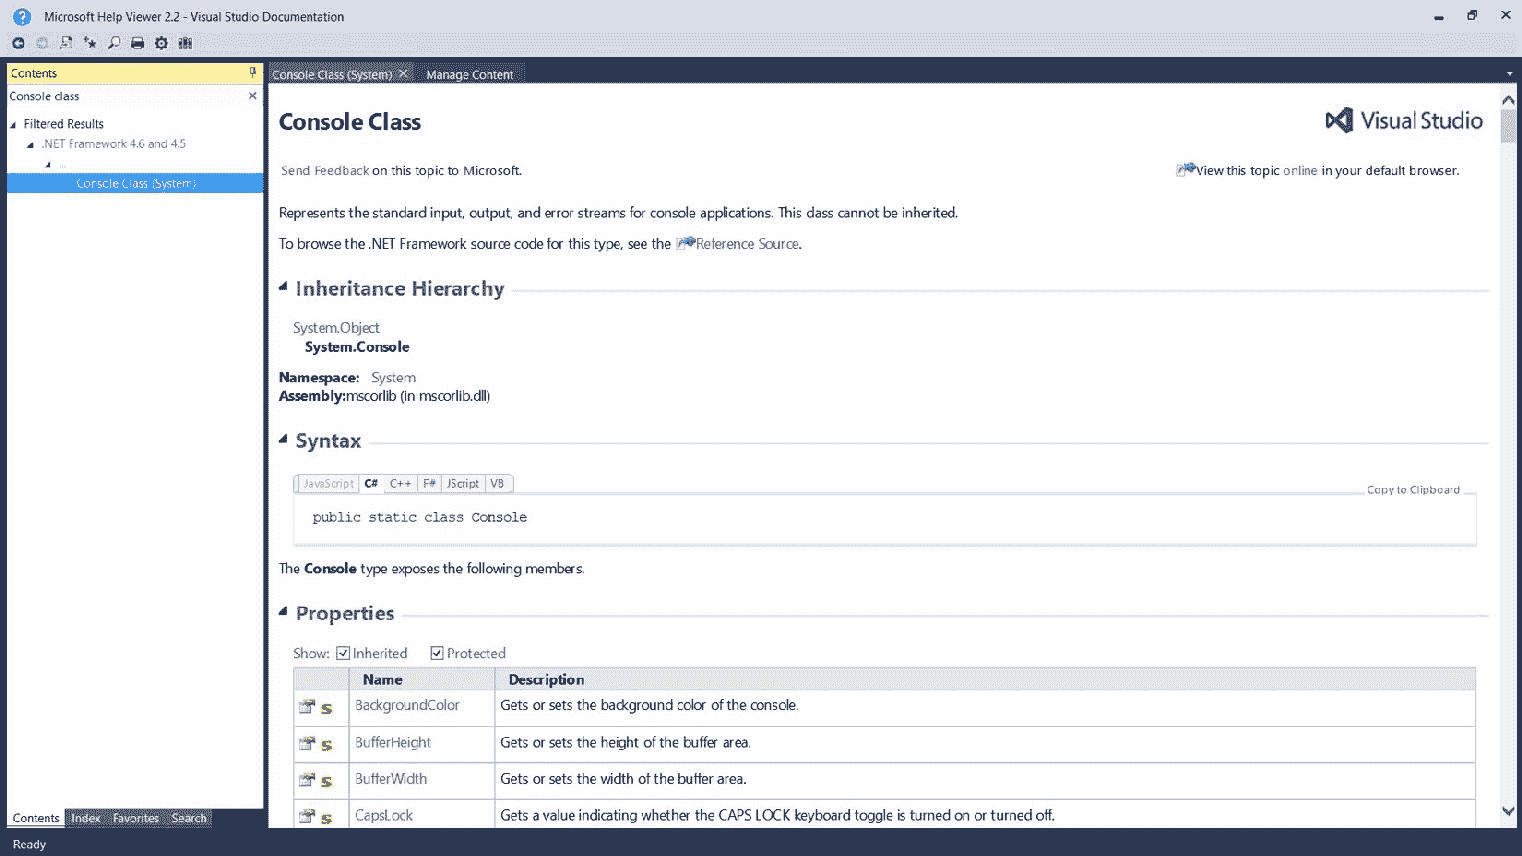 Microsoft Help Viewer 2.2 - Visual Studio Documentation
Contents
Console class
Filtered Results
.NET Framework 4.6 and 4.5
...
Console Class (System)
Contents Index Favorites Search
Console Class (System) Manage Content
Console Class
Visual Studio
Send Feedback on this topic to Microsoft.
View this topic online in your default browser.
Represents the standard input, output, and error streams for console applications. This class cannot be inherited.
To browse the .NET Framework source code for this type, see the Reference Source.
Inheritance Hierarchy
System.Object
System.Console
Namespace: System
Assembly:mscorlib (in mscorlib.dll)
Syntax
JavaScript C# C++ F# JScript VB
Copy to Clipboard
public static class Console
The Console type exposes the following members.
Properties
Show: Inherited Protected
Name Description
BackgroundColor Gets or sets the background color of the console.
BufferHeight Gets or sets the height of the buffer area.
BufferWidth Gets or sets the width of the buffer area.
CapsLock Gets a value indicating whether the CAPS LOCK keyboard toggle is turned on or turned off.
Ready